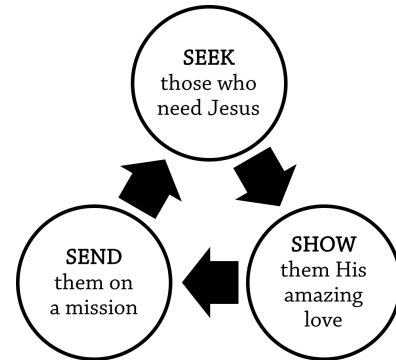 SEEK
those who
need Jesus
SHOW
them His
amazing
love
SEND
them on
a mission